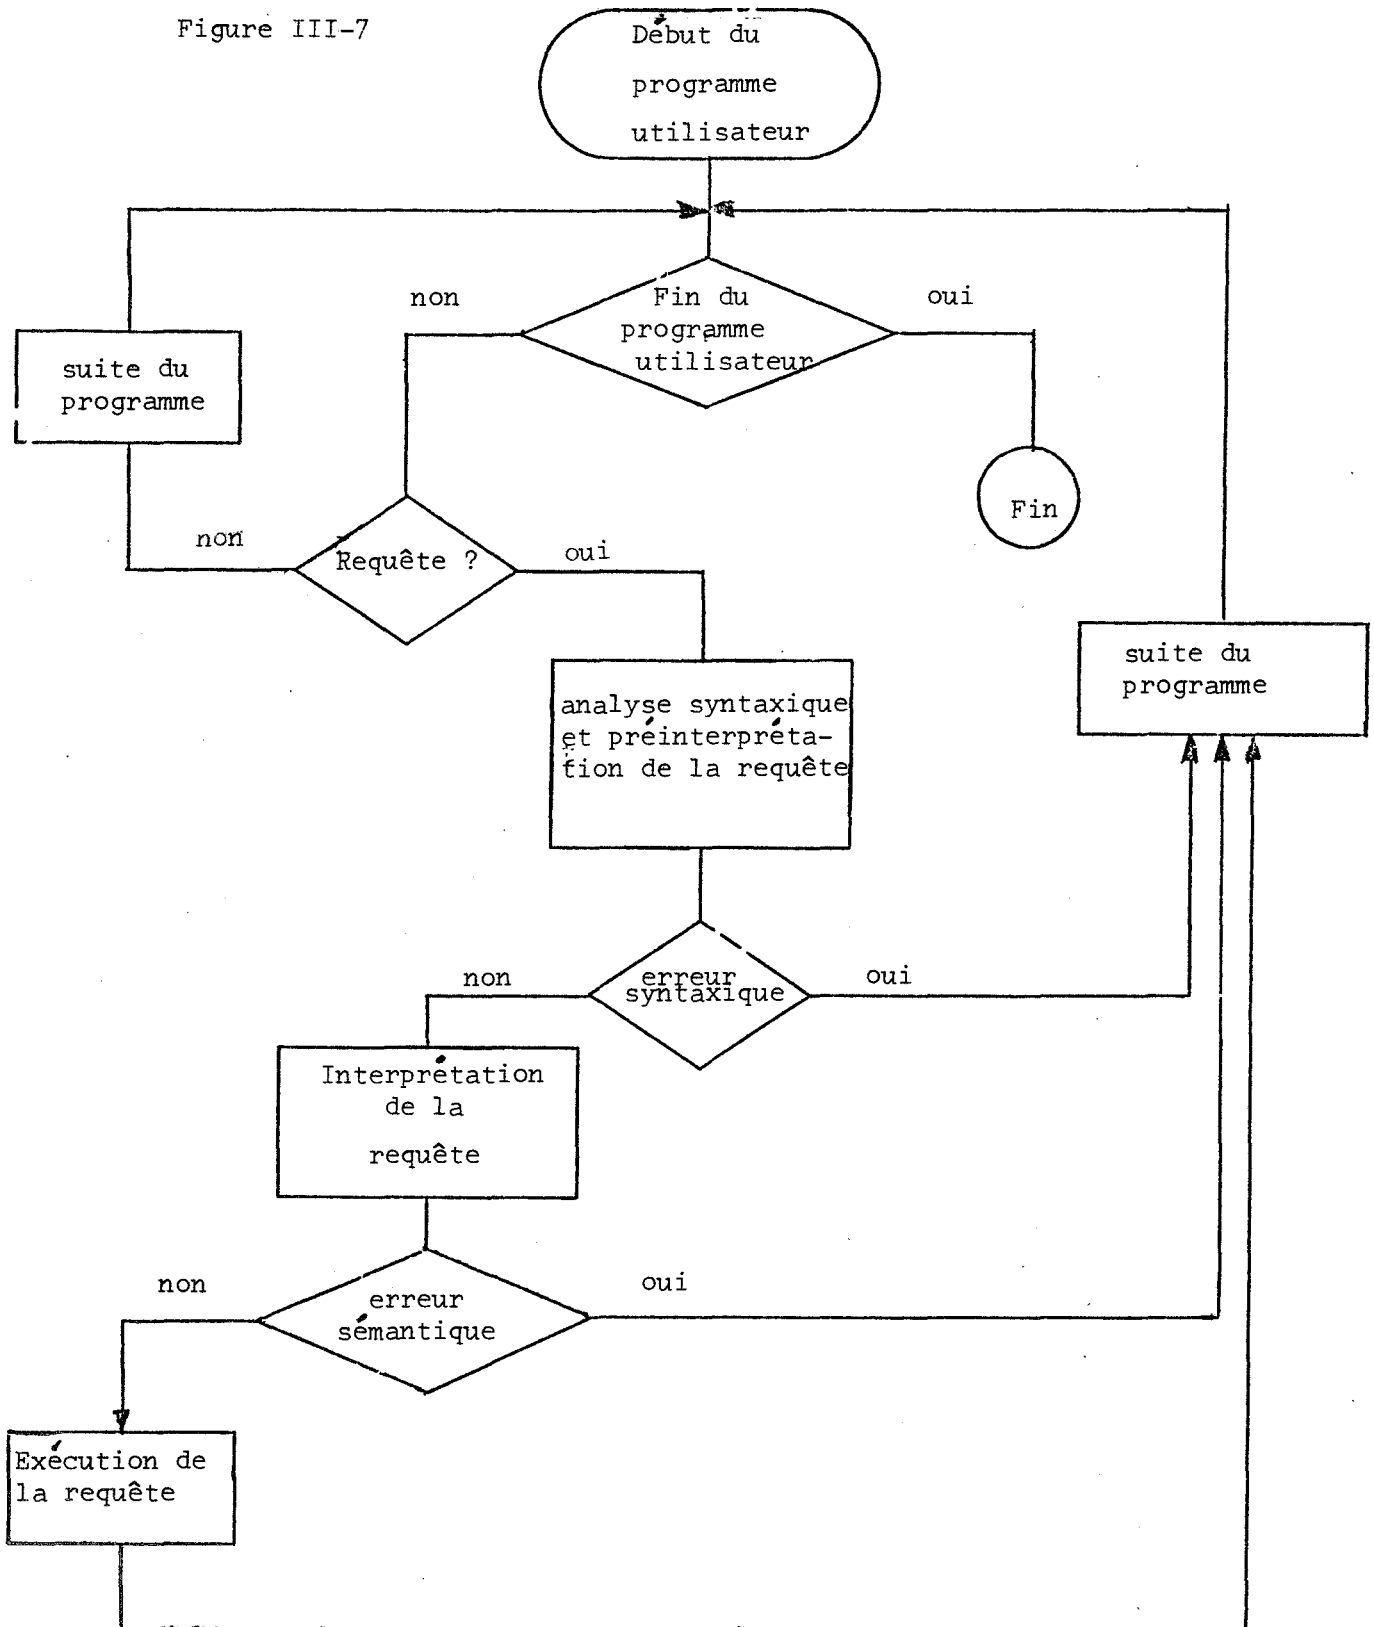 Figure III-7
Début du
programme
utilisateur
non
oui
Fin du
programme
utilisateur
suite du
programme
Fin
non
Requête ?
oui
suite du
programme
analyse syntaxique
et préinterpréta-
tion de la requête
non
erreur
syntaxique
oui
Interprétation
de la
requête
non
oui
erreur
sémantique
Exécution de
la requête